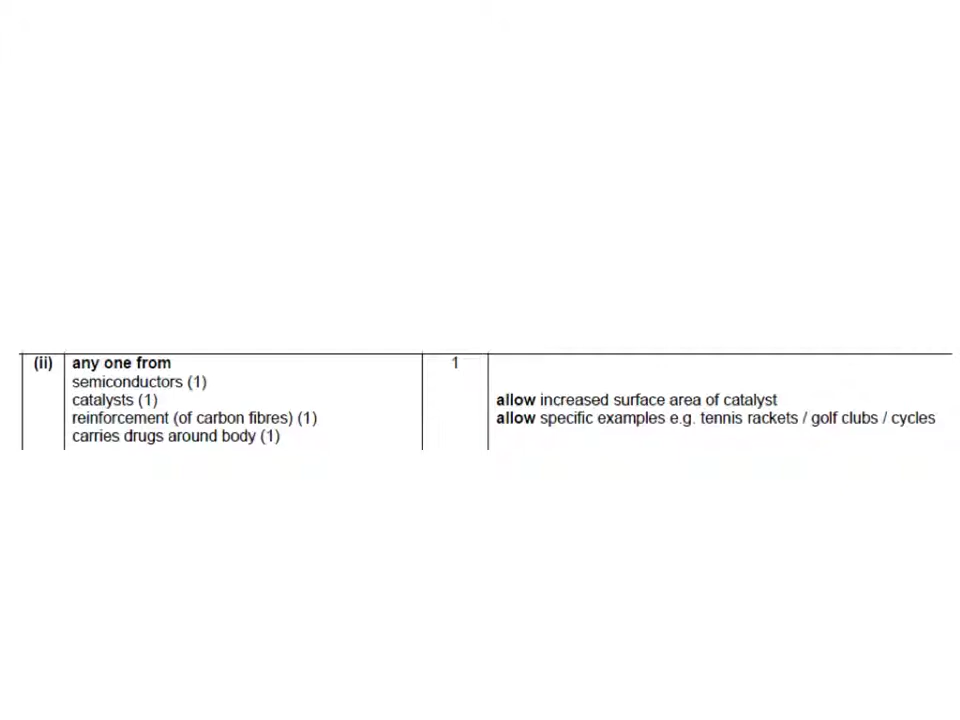 (ii) any one from 1
semiconductors (1)
catalysts (1) allow increased surface area of catalyst
reinforcement (of carbon fibres) (1) allow specific examples e.g. tennis rackets / golf clubs / cycles
carries drugs around body (1)